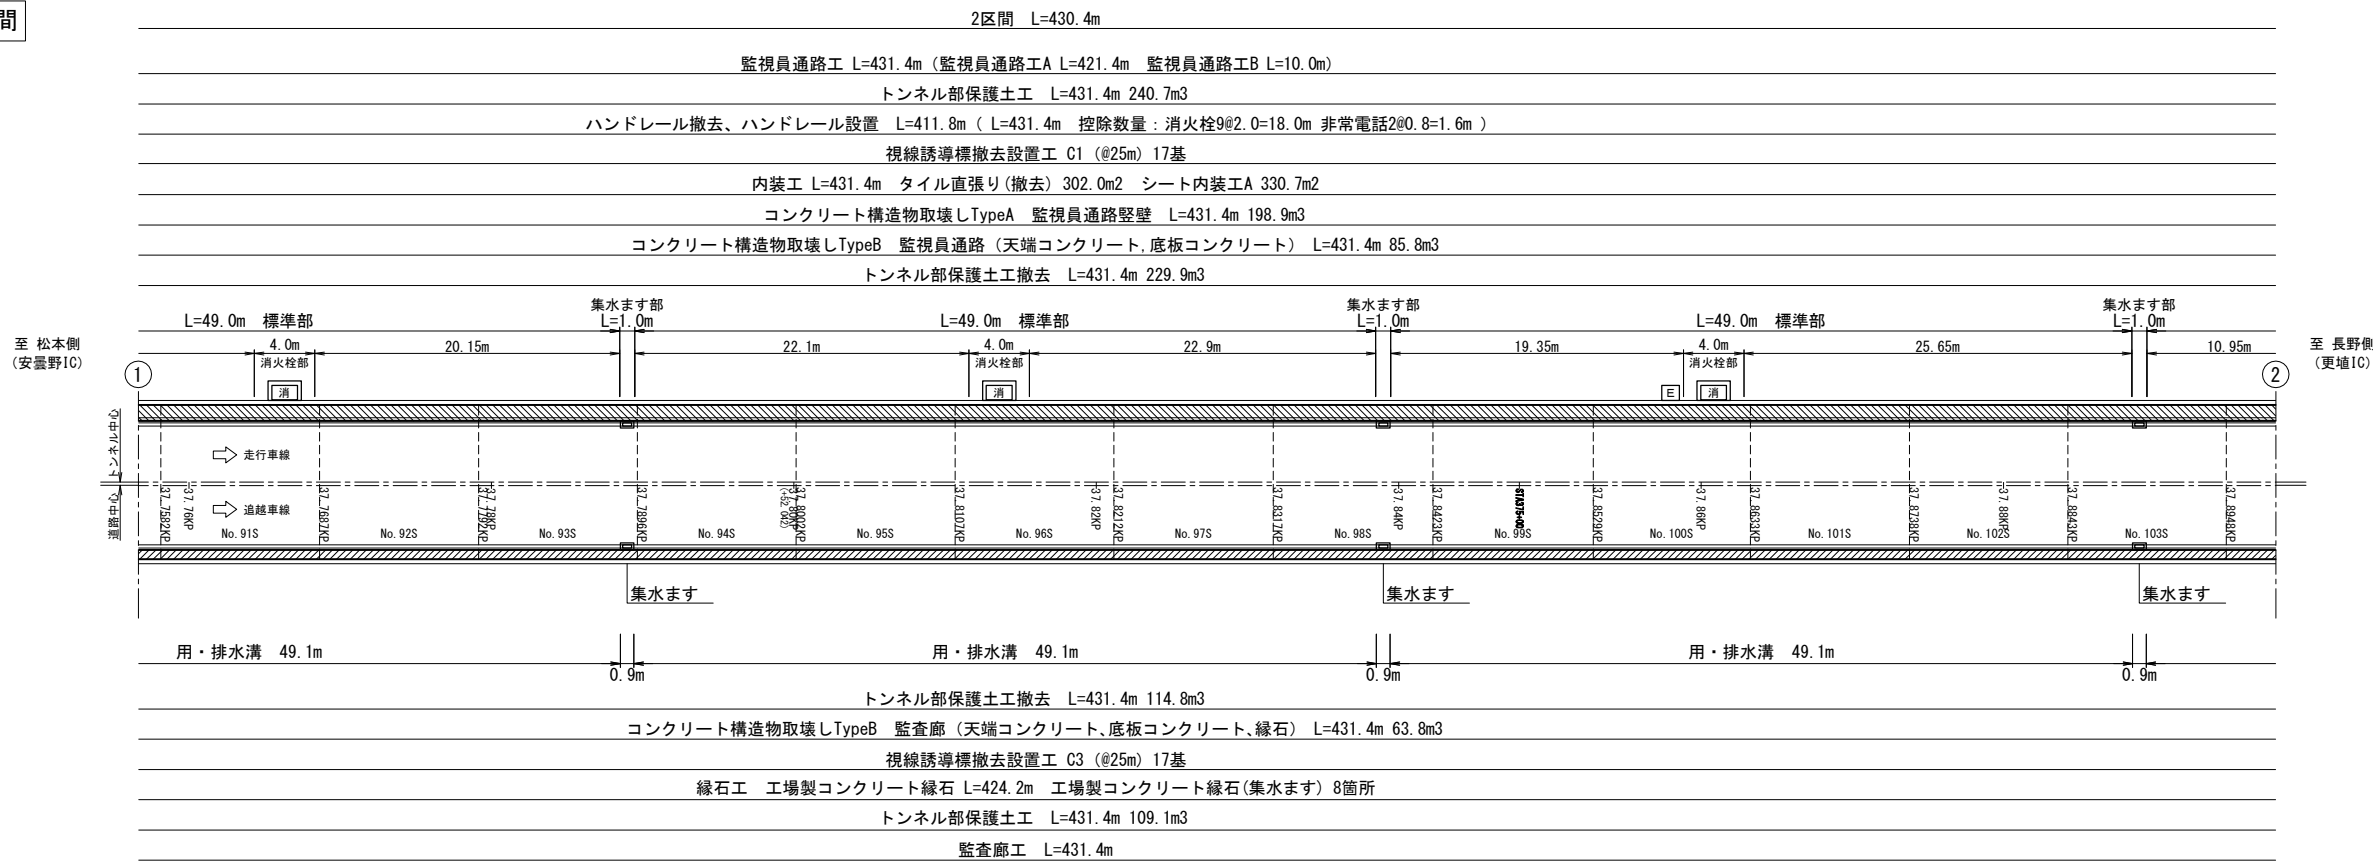 間
2区間　L=430.4m
監視員通路工 L=431.4m（監視員通路工A L=421.4m　監視員通路工B L=10.0m）
トンネル部保護土工　L=431.4m 240.7m3
ハンドレール撤去、ハンドレール設置　L=411.8m（ L=431.4m　控除数量：消火栓9@2.0=18.0m 非常電話2@0.8=1.6m ）
視線誘導標撤去設置工 C1 (@25m) 17基
内装工 L=431.4m　タイル直張り(撤去) 302.0m2　シート内装工A 330.7m2
コンクリート構造物取壊しTypeA　監視員通路竪壁　L=431.4m 198.9m3
コンクリート構造物取壊しTypeB　監視員通路（天端コンクリート,底板コンクリート） L=431.4m 85.8m3
トンネル部保護土工撤去　L=431.4m 229.9m3
集水ます部 集水ます部 集水ます部
L=49.0m　標準部 L=1.0m L=49.0m　標準部 L=1.0m L=49.0m　標準部 L=1.0m
至 松本側 4.0m 20.15m 22.1m 4.0m 22.9m 19.35m 4.0m 25.65m 10.95m 至 長野側
（安曇野IC） 消火栓部 消火栓部 消火栓部 （更埴IC）
① ②
消 消 E 消
トンネル中心
走行車線
道路中心
追越車線
37.7582KP 37.76KP 37.7687KP 37.7792KP 37.78KP 37.7896KP 37.80KP (+52.042) 37.8002KP 37.8107KP 37.82KP 37.8212KP 37.8317KP 37.84KP 37.8423KP STA375+00 37.8529KP 37.86KP 37.8633KP 37.8738KP 37.88KP 37.8843KP 37.8948KP
No.91S No.92S No.93S No.94S No.95S No.96S No.97S No.98S No.99S No.100S No.101S No.102S No.103S
集水ます 集水ます 集水ます
用・排水溝　49.1m 用・排水溝　49.1m 用・排水溝　49.1m
0.9m 0.9m 0.9m
トンネル部保護土工撤去　L=431.4m 114.8m3
コンクリート構造物取壊しTypeB　監査廊（天端コンクリート、底板コンクリート、縁石） L=431.4m 63.8m3
視線誘導標撤去設置工 C3 (@25m) 17基
縁石工　工場製コンクリート縁石 L=424.2m　工場製コンクリート縁石(集水ます) 8箇所
トンネル部保護土工　L=431.4m 109.1m3
監査廊工　L=431.4m